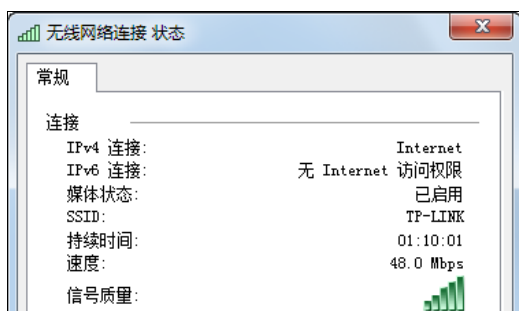 无线网络连接 状态
常规
连接
IPv4 连接: Internet
IPv6 连接: 无 Internet 访问权限
媒体状态: 已启用
SSID: TP-LINK
持续时间: 01:10:01
速度: 48.0 Mbps
信号质量: